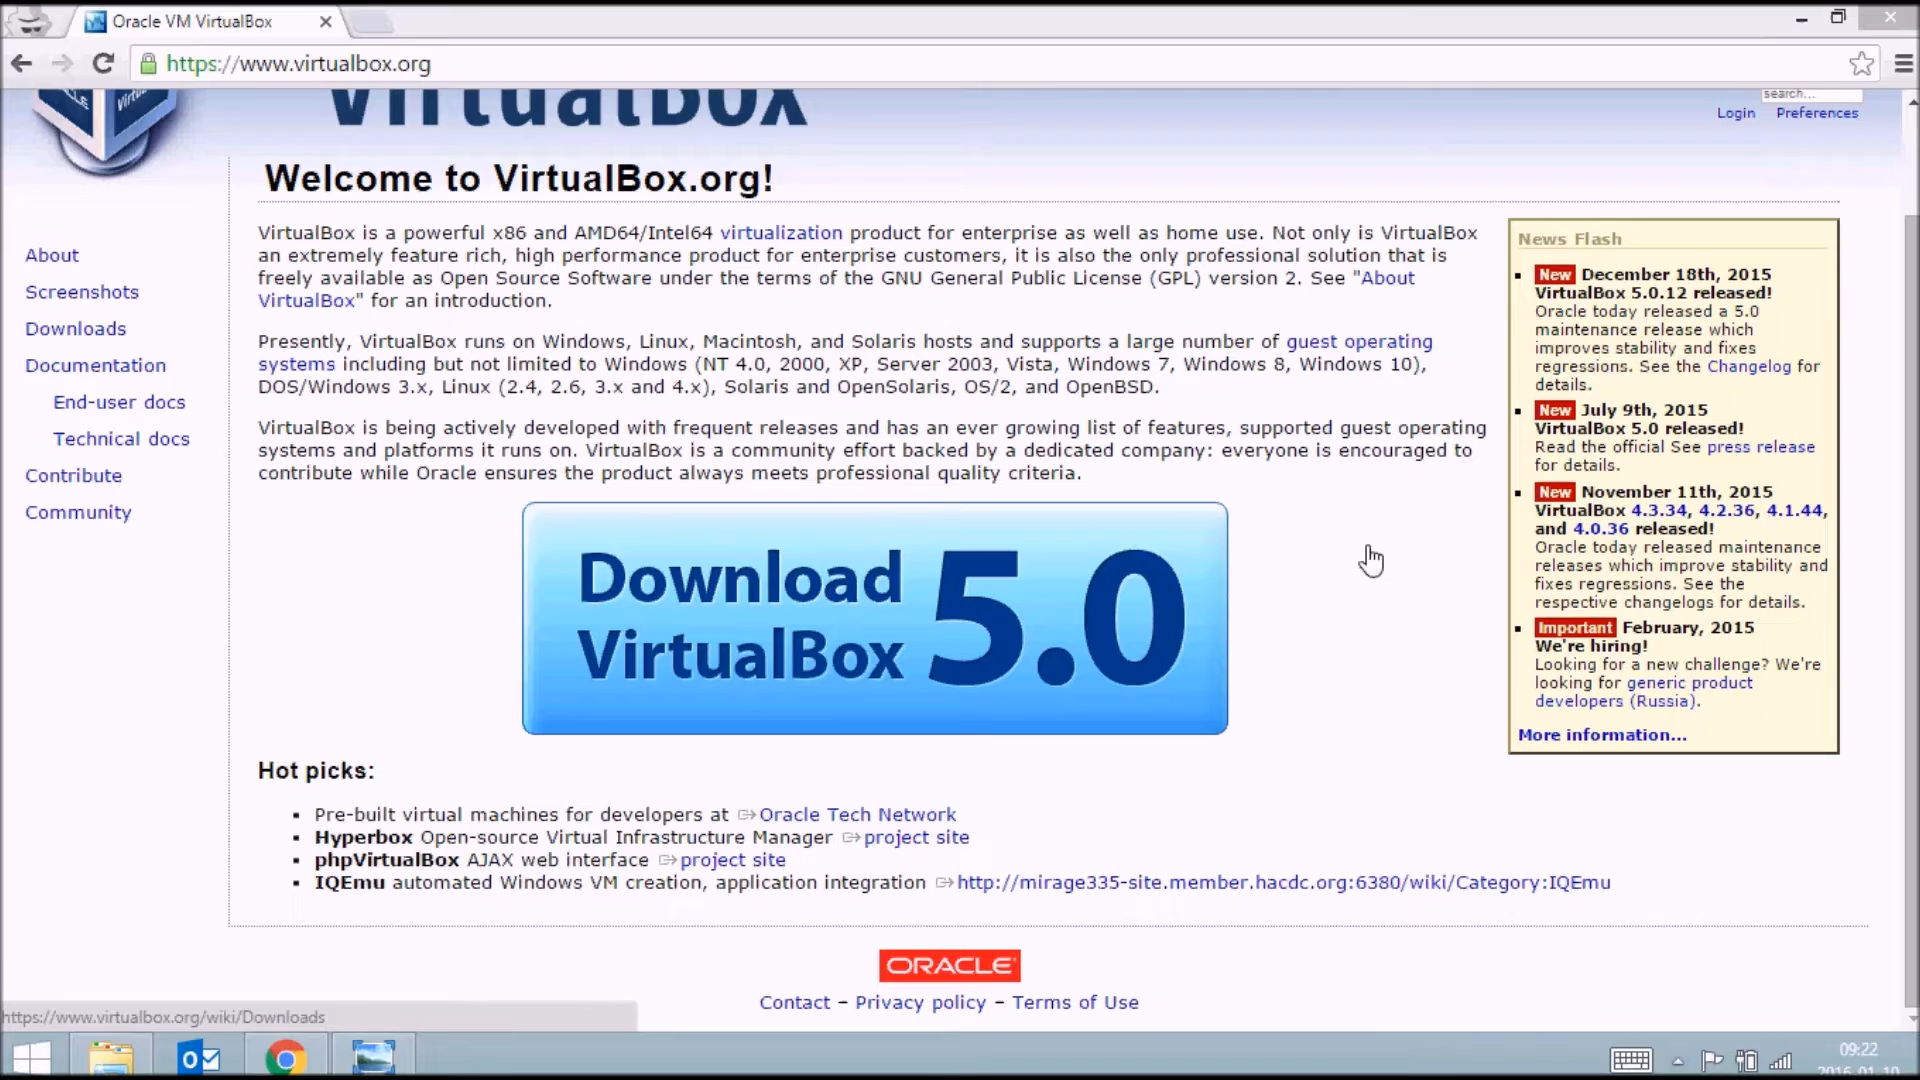 Oracle VM VirtualBox
https://www.virtualbox.org
VirtualBox
search...
Login Preferences
Welcome to VirtualBox.org!
About
Screenshots
Downloads
Documentation
End-user docs
Technical docs
Contribute
Community
VirtualBox is a powerful x86 and AMD64/Intel64 virtualization product for enterprise as well as home use. Not only is VirtualBox
an extremely feature rich, high performance product for enterprise customers, it is also the only professional solution that is
freely available as Open Source Software under the terms of the GNU General Public License (GPL) version 2. See "About
VirtualBox" for an introduction.
Presently, VirtualBox runs on Windows, Linux, Macintosh, and Solaris hosts and supports a large number of guest operating
systems including but not limited to Windows (NT 4.0, 2000, XP, Server 2003, Vista, Windows 7, Windows 8, Windows 10),
DOS/Windows 3.x, Linux (2.4, 2.6, 3.x and 4.x), Solaris and OpenSolaris, OS/2, and OpenBSD.
VirtualBox is being actively developed with frequent releases and has an ever growing list of features, supported guest operating
systems and platforms it runs on. VirtualBox is a community effort backed by a dedicated company: everyone is encouraged to
contribute while Oracle ensures the product always meets professional quality criteria.
Download
VirtualBox 5.0
Hot picks:
Pre-built virtual machines for developers at Oracle Tech Network
Hyperbox Open-source Virtual Infrastructure Manager project site
phpVirtualBox AJAX web interface project site
IQEmu automated Windows VM creation, application integration http://mirage335-site.member.hacdc.org:6380/wiki/Category:IQEmu
News Flash
New December 18th, 2015
VirtualBox 5.0.12 released!
Oracle today released a 5.0
maintenance release which
improves stability and fixes
regressions. See the Changelog for
details.
New July 9th, 2015
VirtualBox 5.0 released!
Read the official See press release
for details.
New November 11th, 2015
VirtualBox 4.3.34, 4.2.36, 4.1.44,
and 4.0.36 released!
Oracle today released maintenance
releases which improve stability and
fixes regressions. See the
respective changelogs for details.
Important February, 2015
We're hiring!
Looking for a new challenge? We're
looking for generic product
developers (Russia).
More information...
ORACLE
Contact – Privacy policy – Terms of Use
https://www.virtualbox.org/wiki/Downloads
09:22
2016-01-10